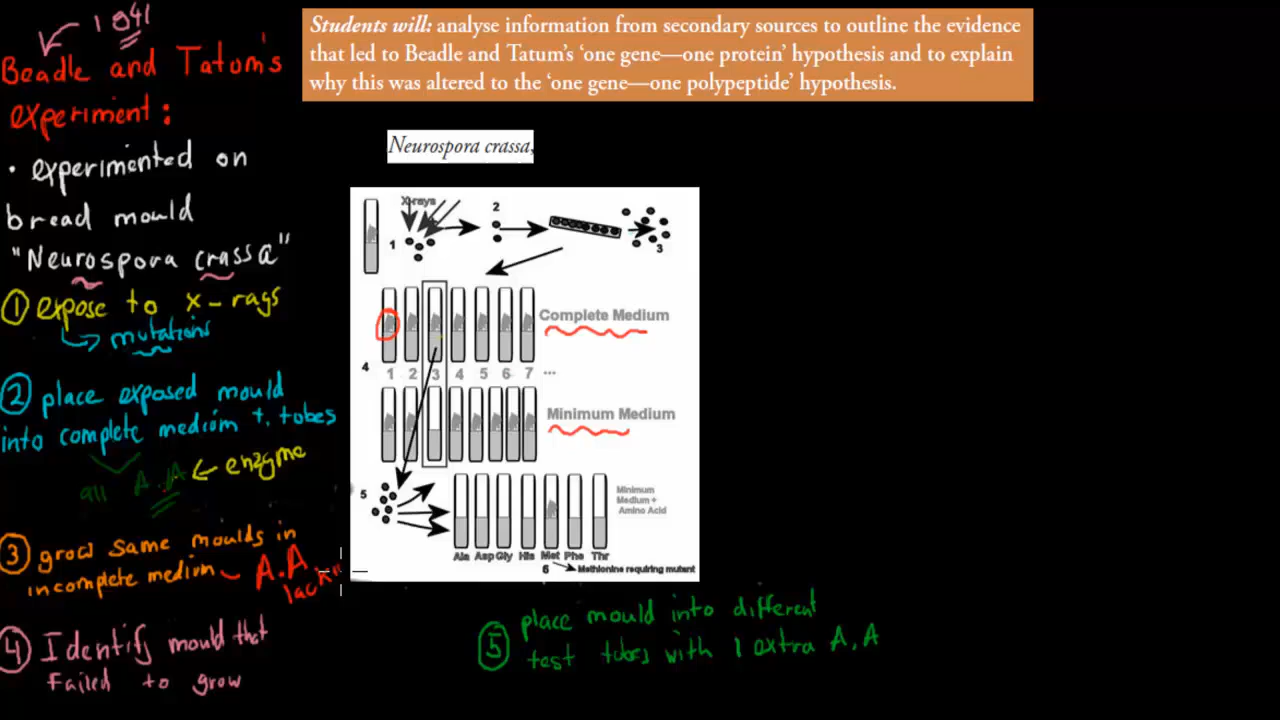 1941
Beadle and Tatum's
experiment:
• experimented on
bread mould
"Neurospora crassa"
① expose to x-rays
↳ mutations
② place exposed mould
into complete medium t. tubes
all A.A ← enzyme
③ grow same moulds in
incomplete medium - A.A
lack
④ Identify mould that
failed to grow
Students will: analyse information from secondary sources to outline the evidence
that led to Beadle and Tatum's ‘one gene—one protein’ hypothesis and to explain
why this was altered to the ‘one gene—one polypeptide’ hypothesis.
Neurospora crassa,
X-rays
1
2
3
Complete Medium
4
1 2 3 4 5 6 7 ...
Minimum Medium
5
Minimum
Medium +
Amino Acid
Ala Asp Gly His Met Phe Thr
6 Methionine requiring mutant
⑤ place mould into different
test tubes with 1 extra A.A